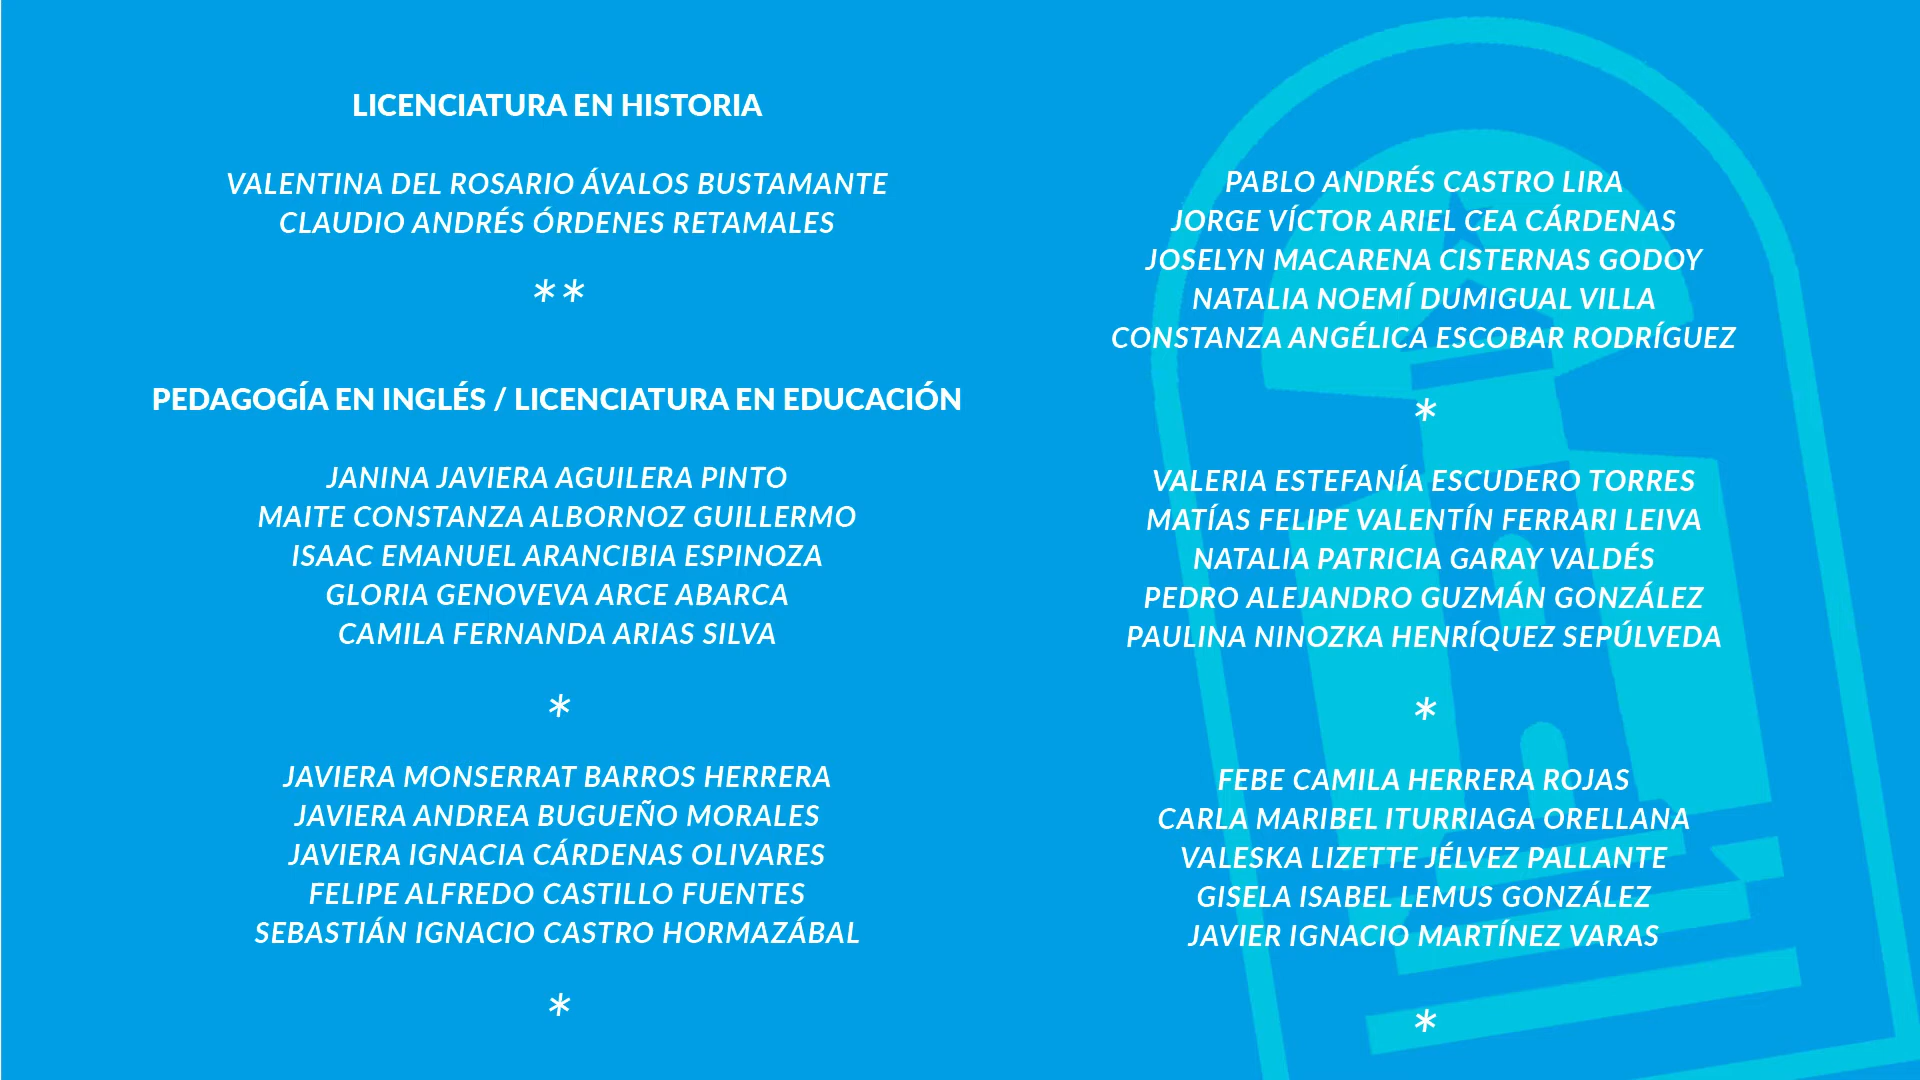 LICENCIATURA EN HISTORIA
VALENTINA DEL ROSARIO ÁVALOS BUSTAMANTE
CLAUDIO ANDRÉS ÓRDENES RETAMALES
**
PEDAGOGÍA EN INGLÉS / LICENCIATURA EN EDUCACIÓN
JANINA JAVIERA AGUILERA PINTO
MAITE CONSTANZA ALBORNOZ GUILLERMO
ISAAC EMANUEL ARANCIBIA ESPINOZA
GLORIA GENOVEVA ARCE ABARCA
CAMILA FERNANDA ARIAS SILVA
*
JAVIERA MONSERRAT BARROS HERRERA
JAVIERA ANDREA BUGUEÑO MORALES
JAVIERA IGNACIA CÁRDENAS OLIVARES
FELIPE ALFREDO CASTILLO FUENTES
SEBASTIÁN IGNACIO CASTRO HORMAZÁBAL
*
PABLO ANDRÉS CASTRO LIRA
JORGE VÍCTOR ARIEL CEA CÁRDENAS
JOSELYN MACARENA CISTERNAS GODOY
NATALIA NOEMÍ DUMIGUAL VILLA
CONSTANZA ANGÉLICA ESCOBAR RODRÍGUEZ
*
VALERIA ESTEFANÍA ESCUDERO TORRES
MATÍAS FELIPE VALENTÍN FERRARI LEIVA
NATALIA PATRICIA GARAY VALDÉS
PEDRO ALEJANDRO GUZMÁN GONZÁLEZ
PAULINA NINOZKA HENRÍQUEZ SEPÚLVEDA
*
FEBE CAMILA HERRERA ROJAS
CARLA MARIBEL ITURRIAGA ORELLANA
VALESKA LIZETTE JÉLVEZ PALLANTE
GISELA ISABEL LEMUS GONZÁLEZ
JAVIER IGNACIO MARTÍNEZ VARAS
*